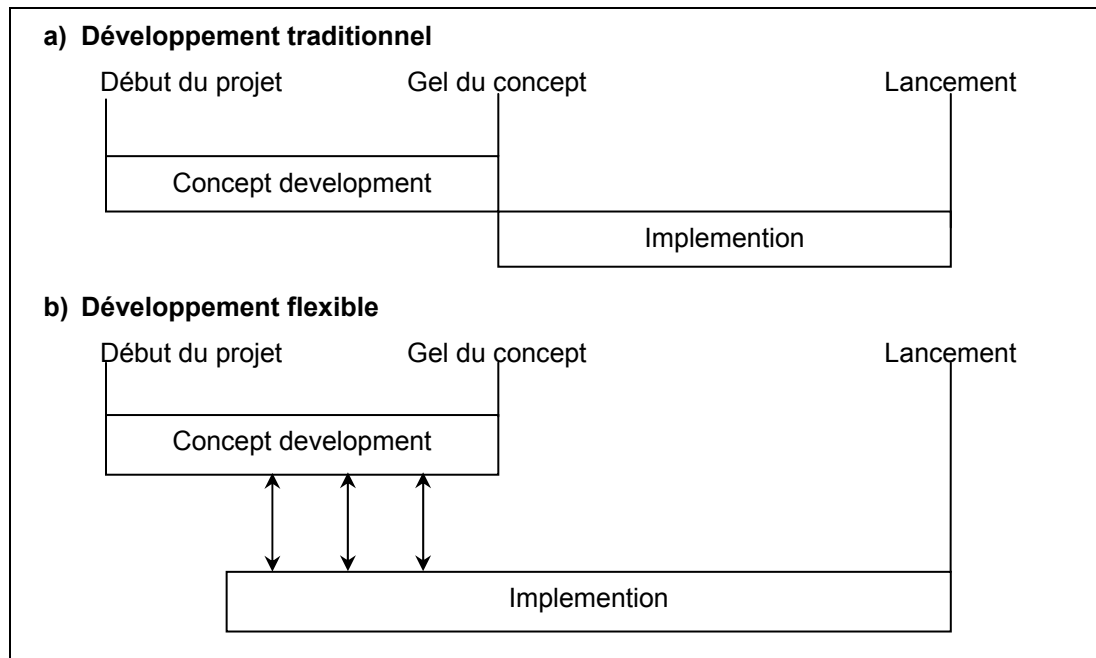 a) Développement traditionnel
Début du projet Gel du concept Lancement
Concept development
Implemention
b) Développement flexible
Début du projet Gel du concept Lancement
Concept development
Implemention